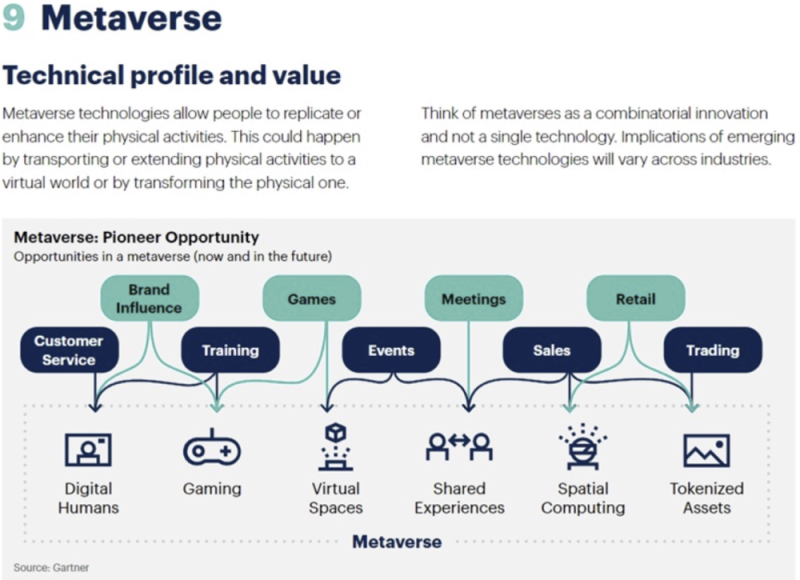 9 Metaverse
Technical profile and value
Metaverse technologies allow people to replicate or
enhance their physical activities. This could happen
by transporting or extending physical activities to a
virtual world or by transforming the physical one.
Think of metaverses as a combinatorial innovation
and not a single technology. Implications of emerging
metaverse technologies will vary across industries.
Metaverse: Pioneer Opportunity
Opportunities in a metaverse (now and in the future)
Brand
Influence
Games
Meetings
Retail
Customer
Service
Training
Events
Sales
Trading
Digital
Humans
Gaming
Virtual
Spaces
Shared
Experiences
Spatial
Computing
Tokenized
Assets
Metaverse
Source: Gartner